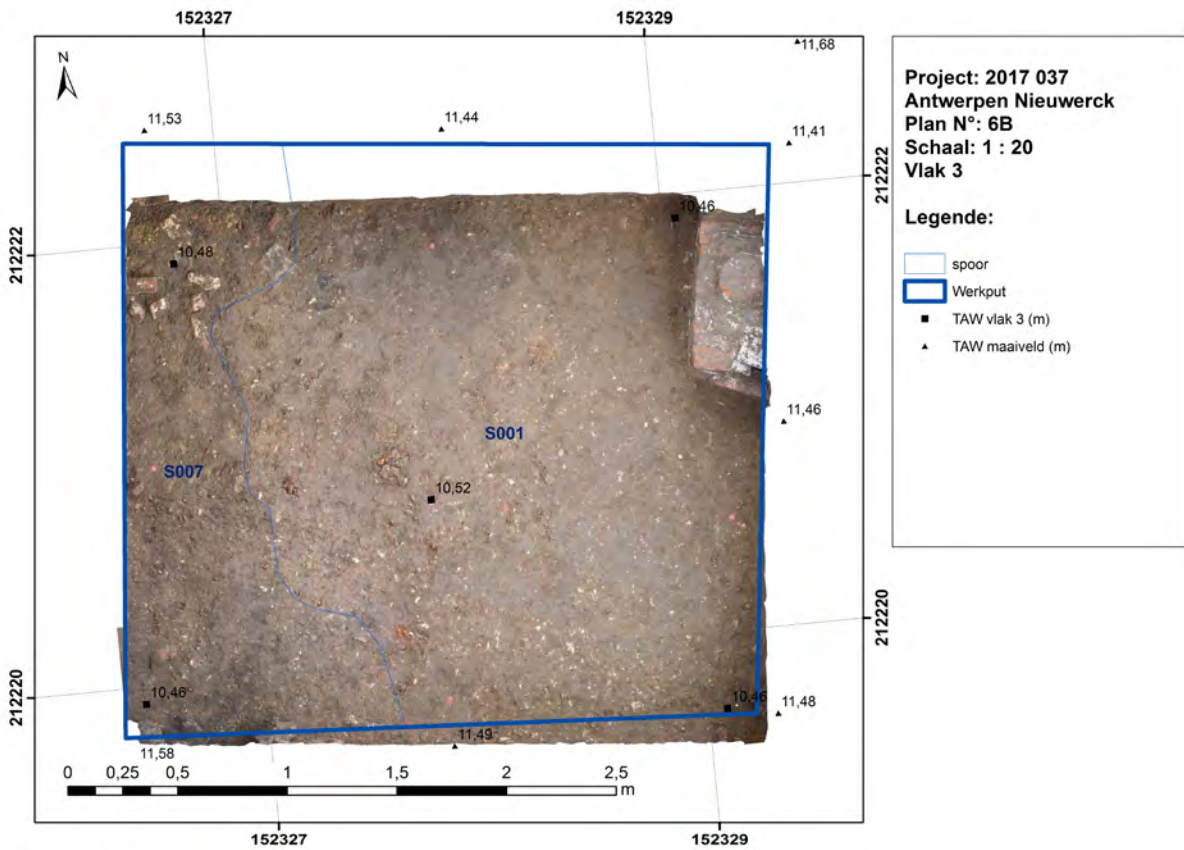 152327
152329
11,68
N
11,53
11,44
11,41
212222
212222
10,46
10,48
11,46
S001
S007
10,52
212220
212220
10,46
10,46
11,48
11,49
11,58
0 0,25 0,5 1 1,5 2 2,5
m
152327
152329
Project: 2017 037
Antwerpen Nieuwerck
Plan N°: 6B
Schaal: 1 : 20
Vlak 3
Legende:
spoor
Werkput
TAW vlak 3 (m)
TAW maaiveld (m)